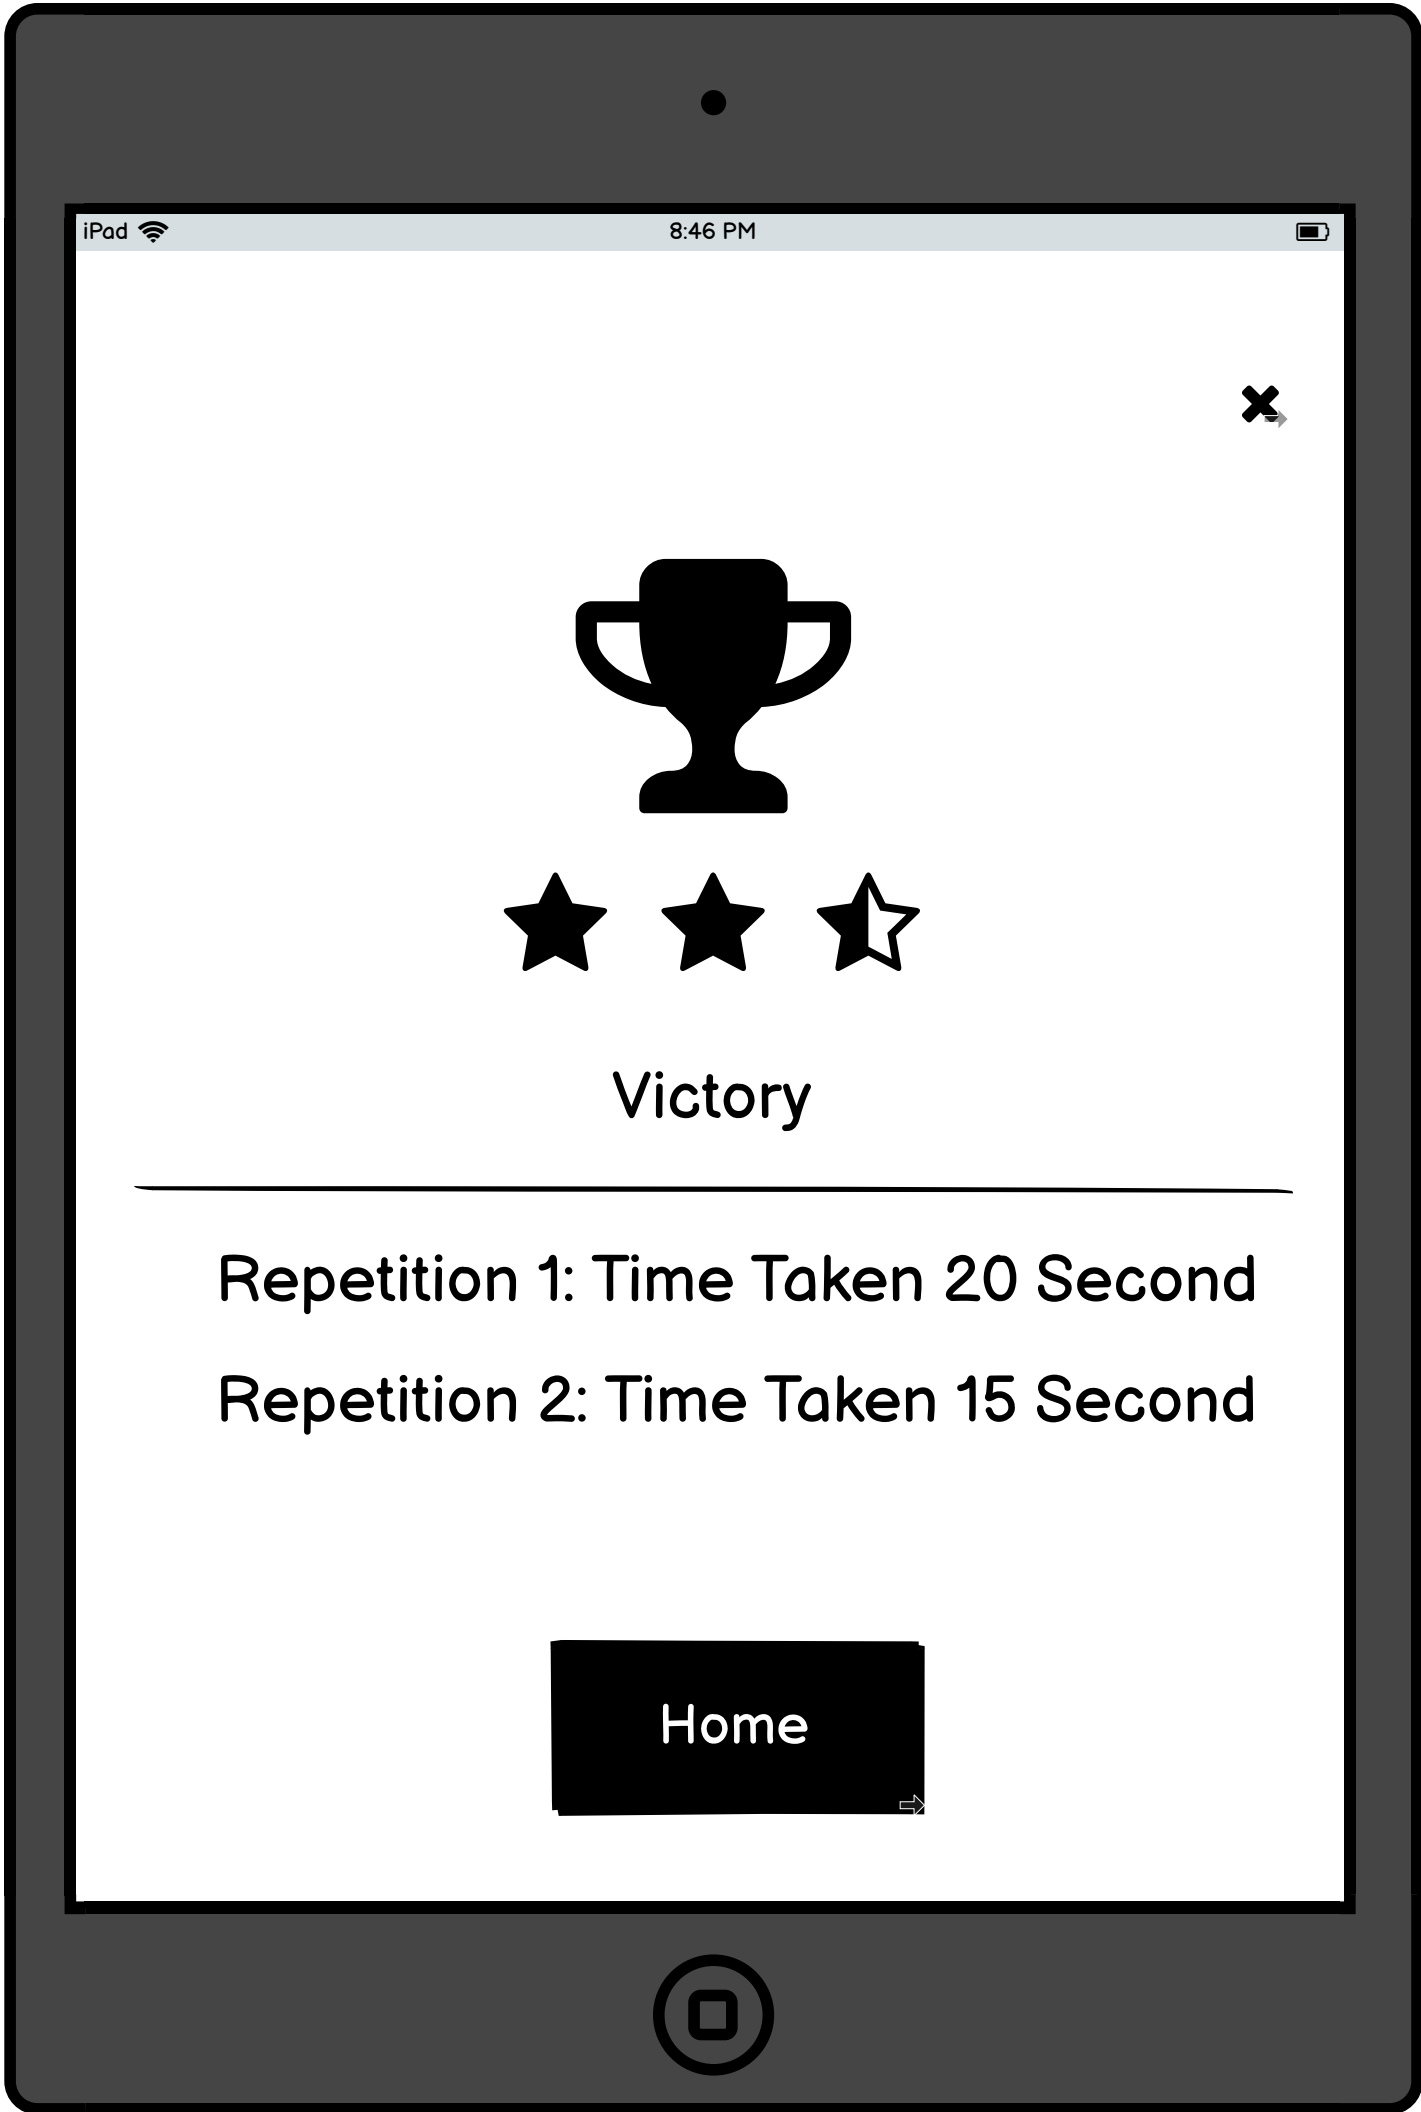 iPad 8:46 PM
Victory
Repetition 1: Time Taken 20 Second
Repetition 2: Time Taken 15 Second
Home